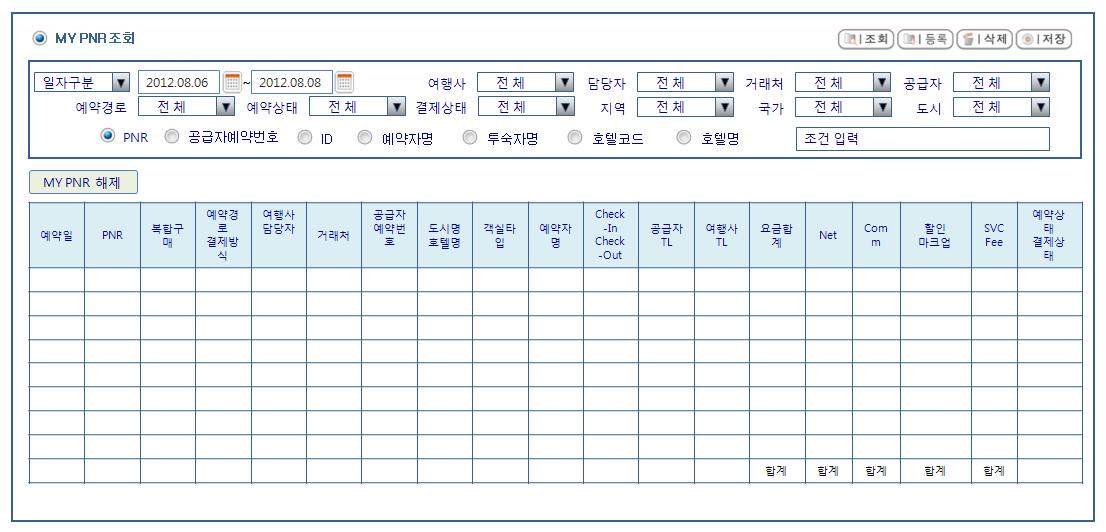 MY PNR조회
조회 등록 삭제 저장
일자구분 2012.08.06 ~ 2012.08.08 여행사 전 체 담당자 전 체 거래처 전 체 공급자 전 체
예약경로 전 체 예약상태 전 체 결제상태 전 체 지역 전 체 국가 전 체 도시 전 체
PNR 공급자예약번호 ID 예약자명 투숙자명 호텔코드 호텔명 조건 입력
MY PNR 해제
예약일
PNR
복합구
매
예약경
로
결제방
식
여행사
담당자
거래처
공급자
예약번
호
도시명
호텔명
객실타
입
예약자
명
Check
-In
Check
-Out
공급자
TL
여행사
TL
요금합
계
Net
Com
m
할인
마크업
SVC
Fee
예약상
태
결제상
태
합계 합계 합계 합계 합계